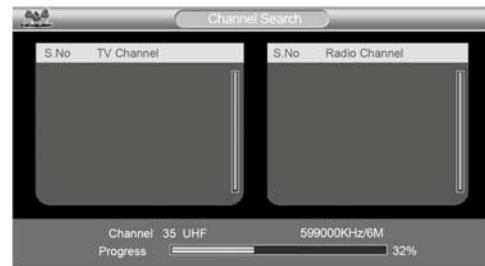 Channel Search
S.No TV Channel
S.No Radio Channel
Channel 35 UHF 599000KHz/6M
Progress 32%